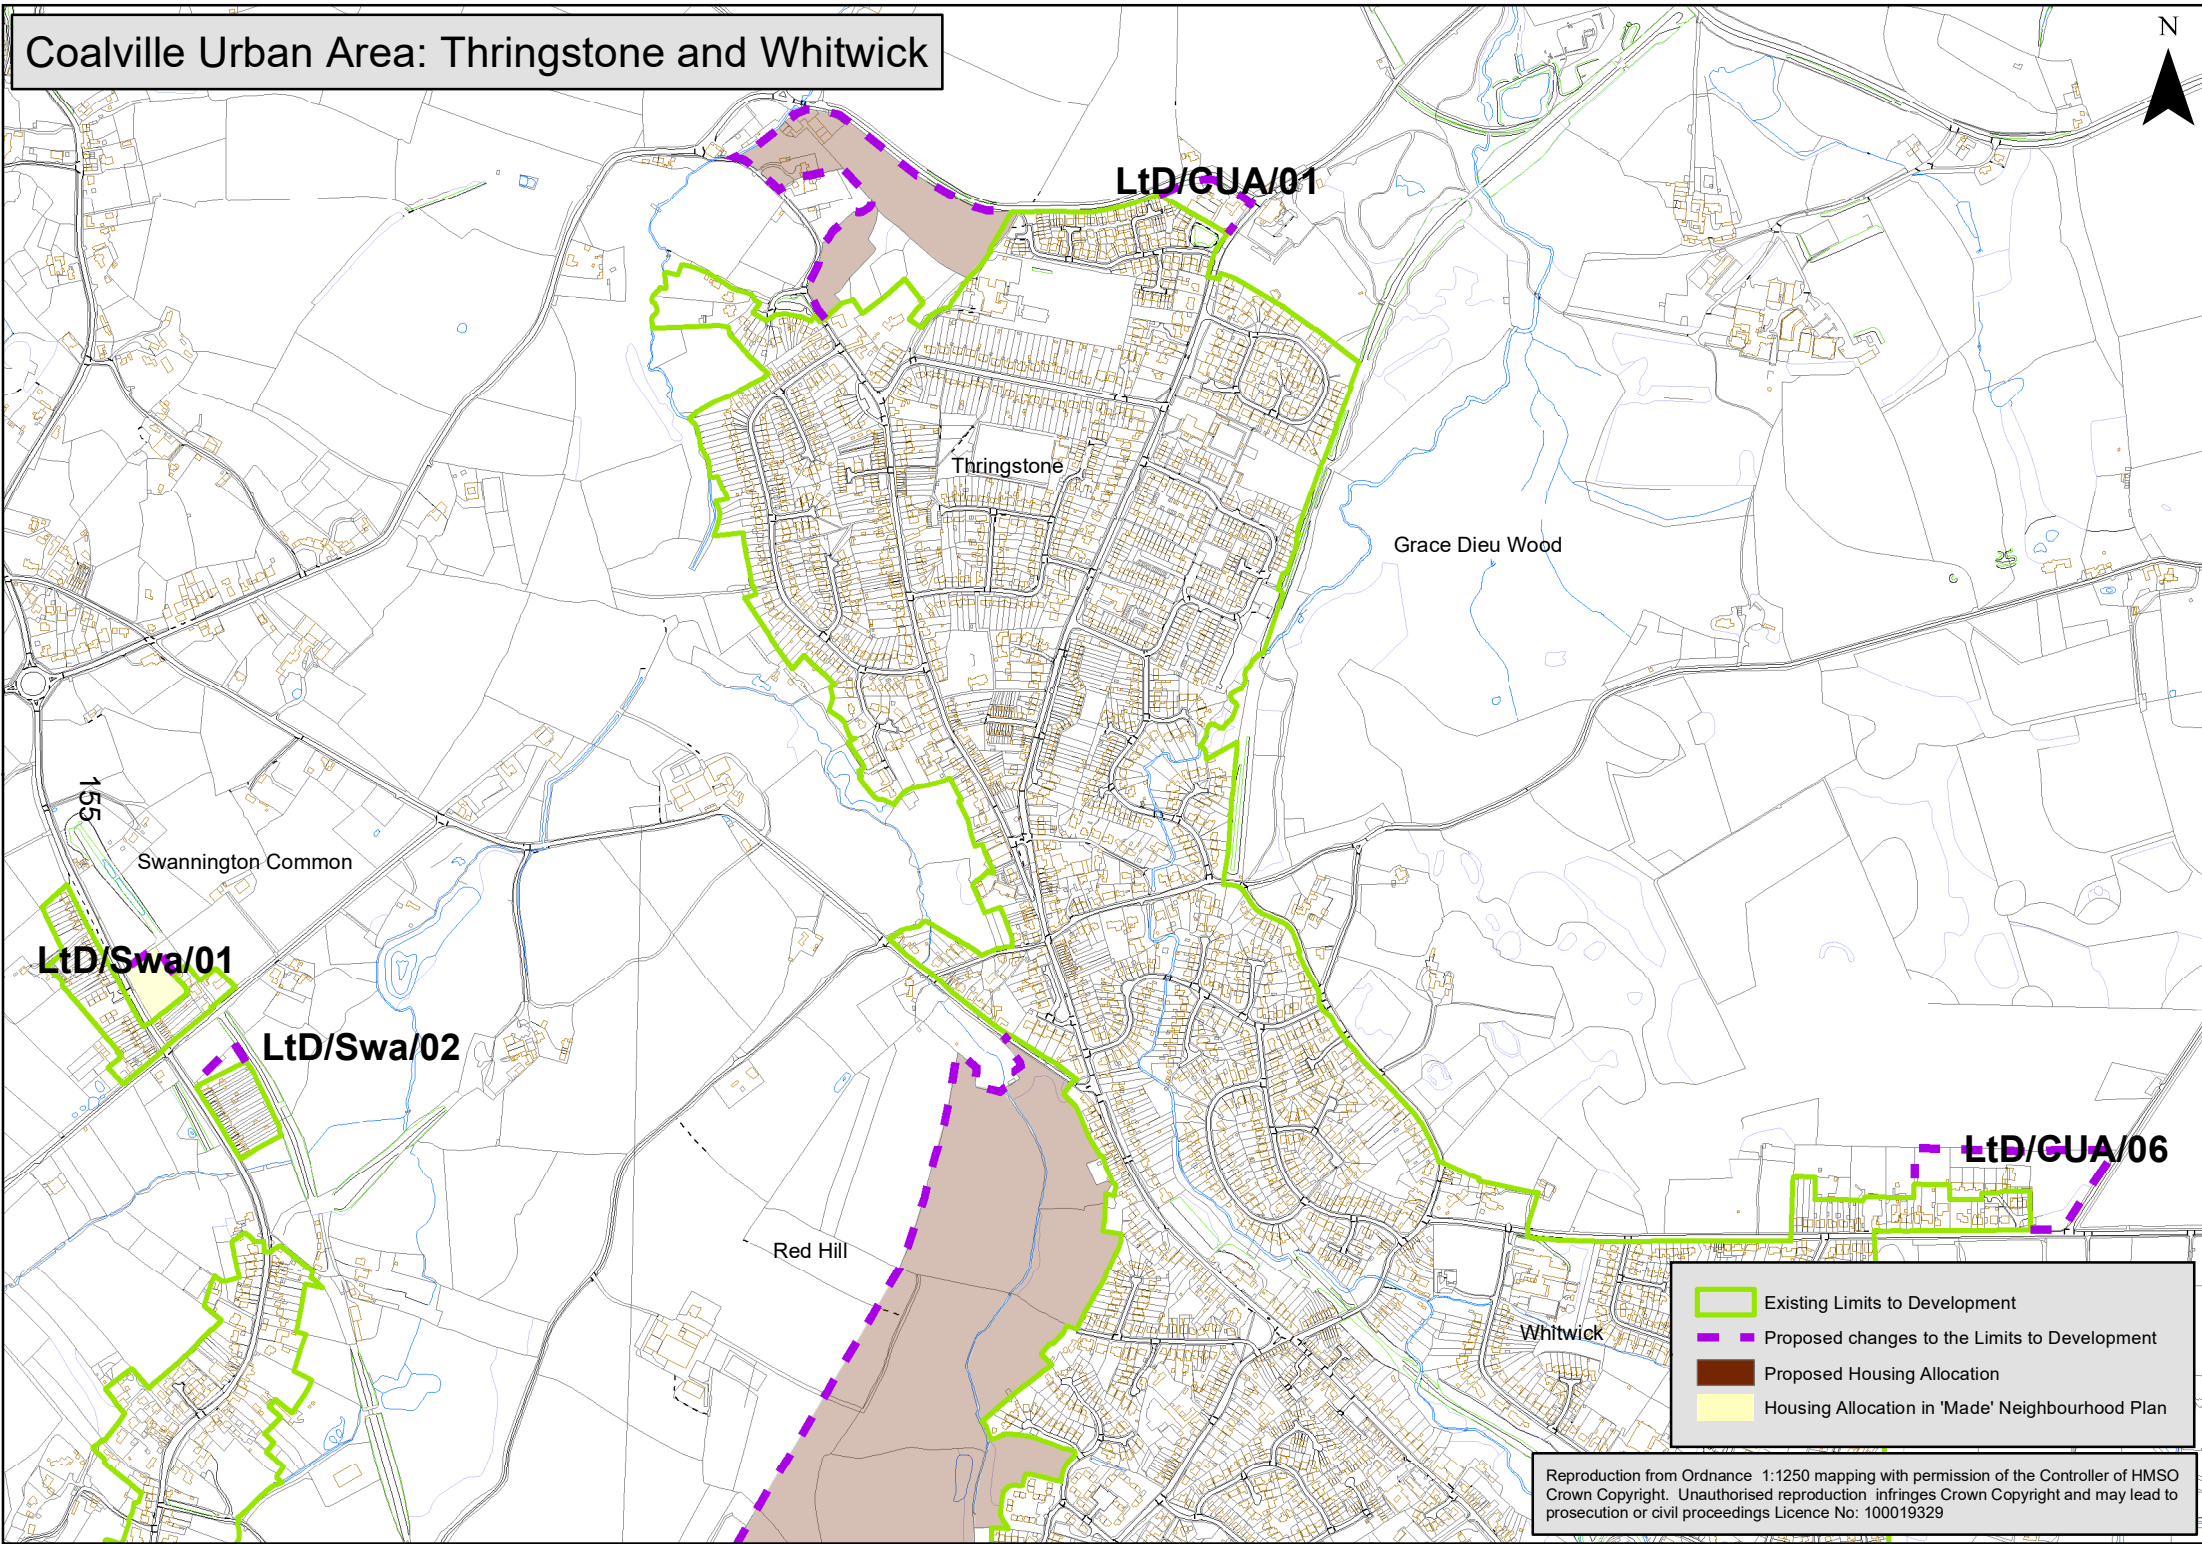 Coalville Urban Area: Thringstone and Whitwick
N
LtD/CUA/01
Thringstone
Grace Dieu Wood
155
Swannington Common
LtD/Swa/01
LtD/Swa/02
LtD/CUA/06
Red Hill
Whitwick
Existing Limits to Development
Proposed changes to the Limits to Development
Proposed Housing Allocation
Housing Allocation in 'Made' Neighbourhood Plan
Reproduction from Ordnance 1:1250 mapping with permission of the Controller of HMSO
Crown Copyright. Unauthorised reproduction infringes Crown Copyright and may lead to
prosecution or civil proceedings Licence No: 100019329